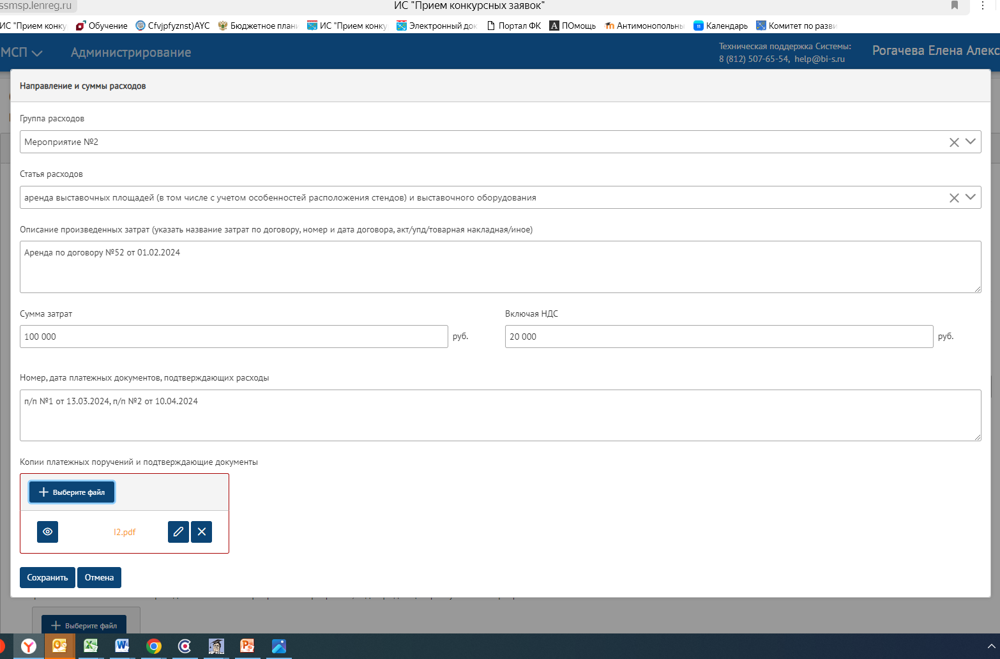 ssmsp.lenreg.ru
ИС "Прием конкурсных заявок"
ИС "Прием конку
Обучение
Cfvjpfyznst)АУС
Бюджетное плани
ИС "Прием конку
Электронный док
Портал ФК
ПОмощь
Антимонопольны
Календарь
Комитет по разви
МСП
Администрирование
Техническая поддержка Системы:
8 (812) 507-65-54, help@bi-s.ru
Рогачева Елена Алекс
Направление и суммы расходов
Группа расходов
Мероприятие №2
Статья расходов
аренда выставочных площадей (в том числе с учетом особенностей расположения стендов) и выставочного оборудования
Описание произведенных затрат (указать название затрат по договору, номер и дата договора, акт/упд/товарная накладная/иное)
Аренда по договору №52 от 01.02.2024
Сумма затрат
Включая НДС
100 000 руб.
20 000 руб.
Номер, дата платежных документов, подтверждающих расходы
п/п №1 от 13.03.2024, п/п №2 от 10.04.2024
Копии платежных поручений и подтверждающие документы
Выберите файл
I2.pdf
Сохранить
Отмена
Выберите файл